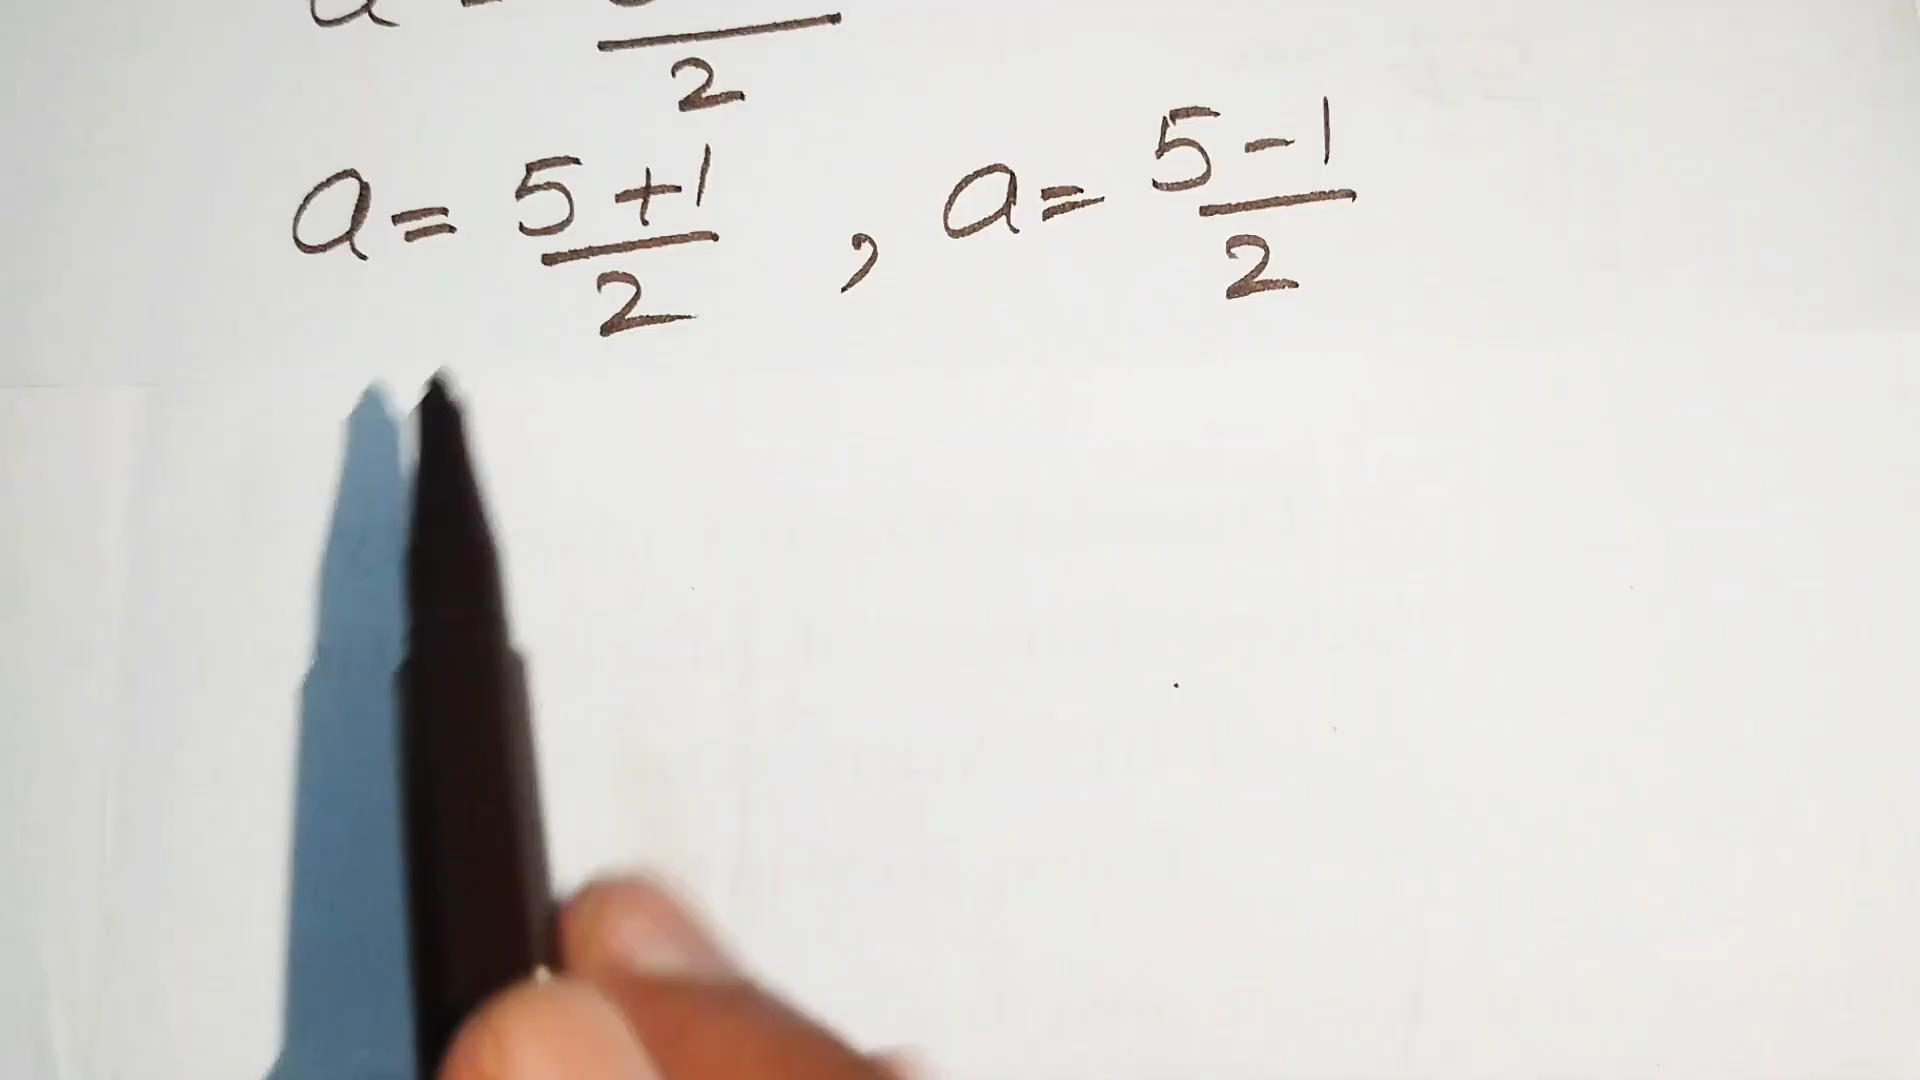 2
a = 5+1/2 , a = 5-1/2